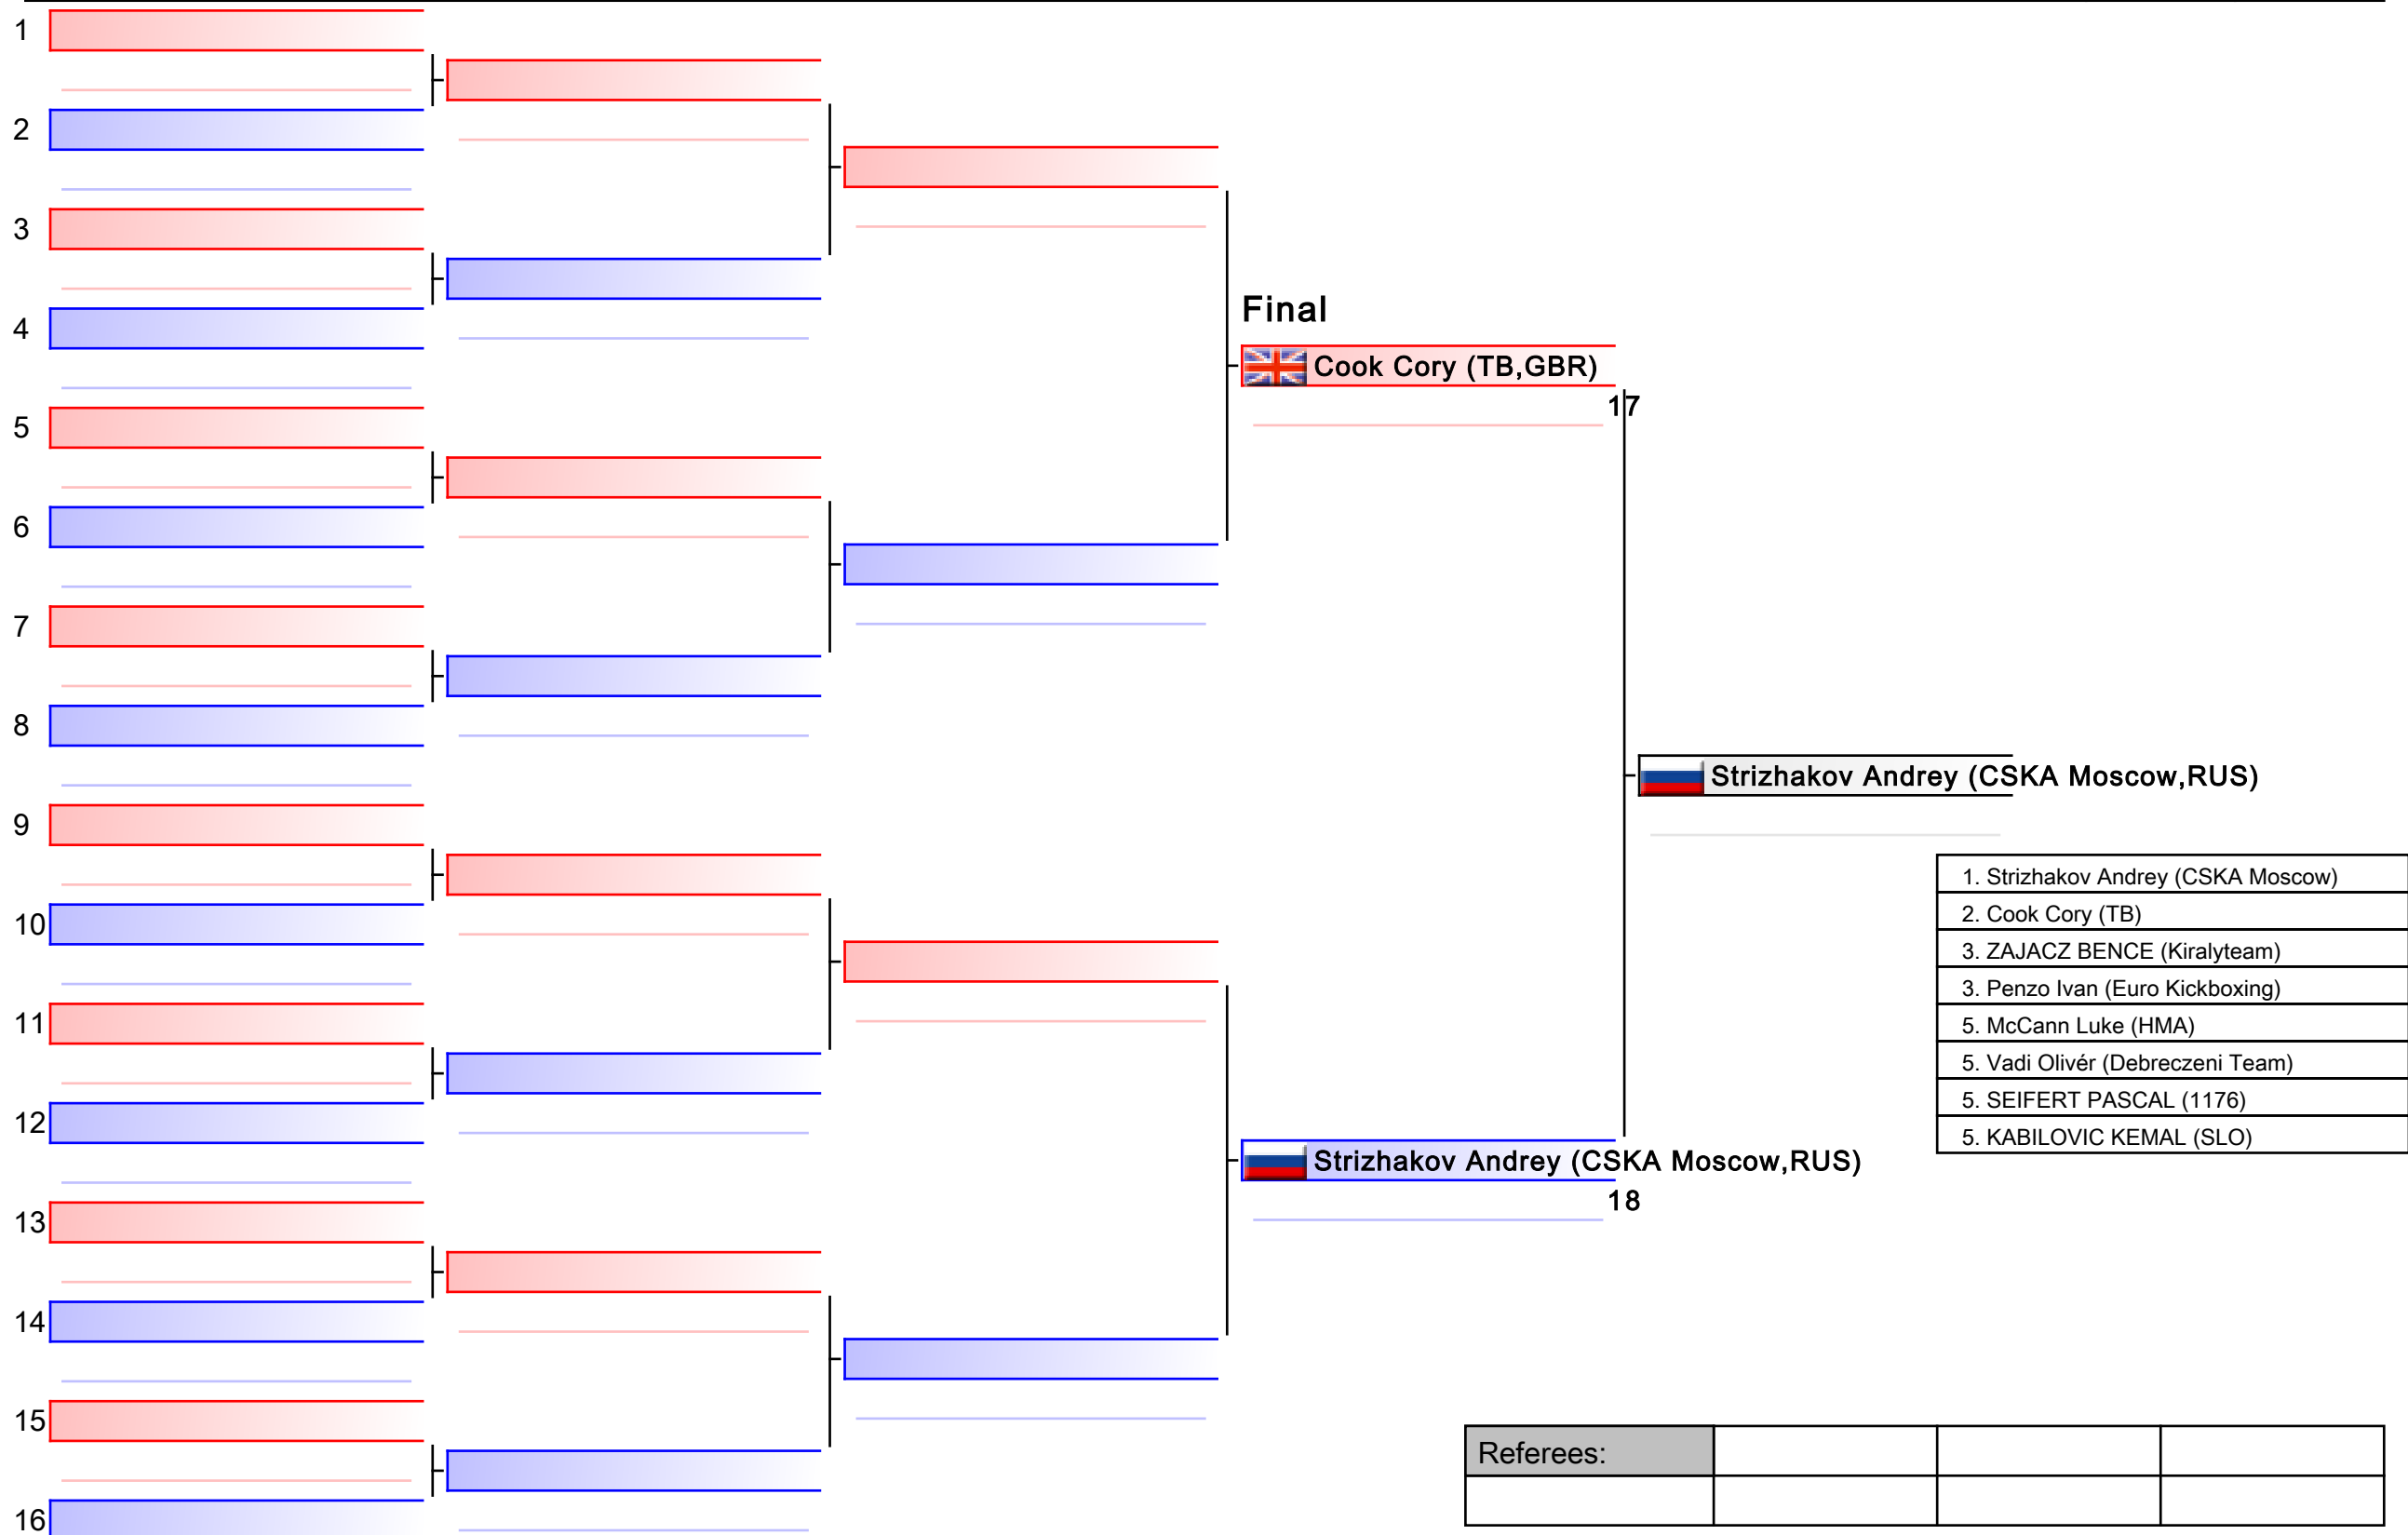 1
2
3
4
Final
Cook Cory (TB,GBR)
17
5
6
7
8
Strizhakov Andrey (CSKA Moscow,RUS)
9
1. Strizhakov Andrey (CSKA Moscow)
2. Cook Cory (TB)
3. ZAJACZ BENCE (Kiralyteam)
3. Penzo Ivan (Euro Kickboxing)
5. McCann Luke (HMA)
5. Vadi Olivér (Debreczeni Team)
5. SEIFERT PASCAL (1176)
5. KABILOVIC KEMAL (SLO)
10
11
12
Strizhakov Andrey (CSKA Moscow,RUS)
18
13
14
15
Referees:
16